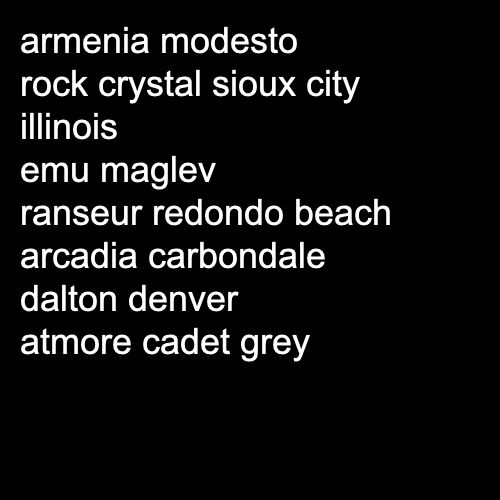 armenia modesto
rock crystal sioux city
illinois
emu maglev
ranseur redondo beach
arcadia carbondale
dalton denver
atmore cadet grey